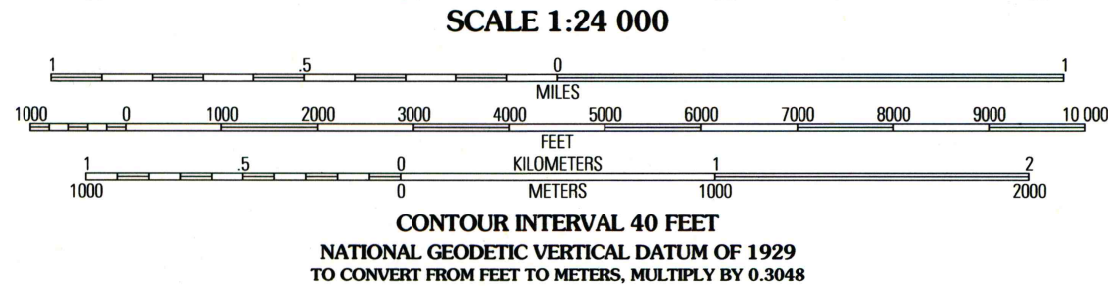 SCALE 1:24 000
1 .5 0 1
MILES
1000 0 1000 2000 3000 4000 5000 6000 7000 8000 9000 10 000
FEET
1 .5 0 KILOMETERS 1 2
1000 0 METERS 1000 2000
CONTOUR INTERVAL 40 FEET
NATIONAL GEODETIC VERTICAL DATUM OF 1929
TO CONVERT FROM FEET TO METERS, MULTIPLY BY 0.3048